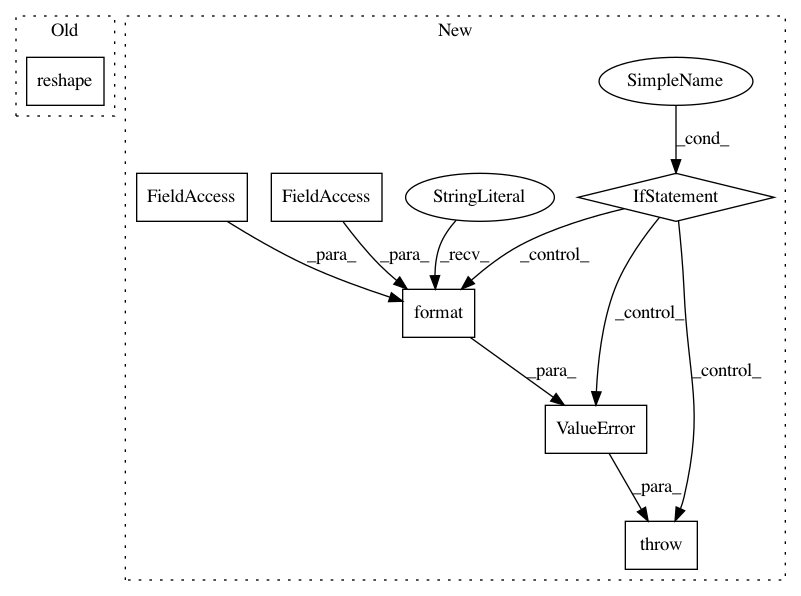 Old
New
reshape
SimpleName
_cond_
FieldAccess
FieldAccess
StringLiteral
IfStatement
_para_
_para_
_recv_
_control_
format
_control_
_control_
_para_
ValueError
_para_
throw